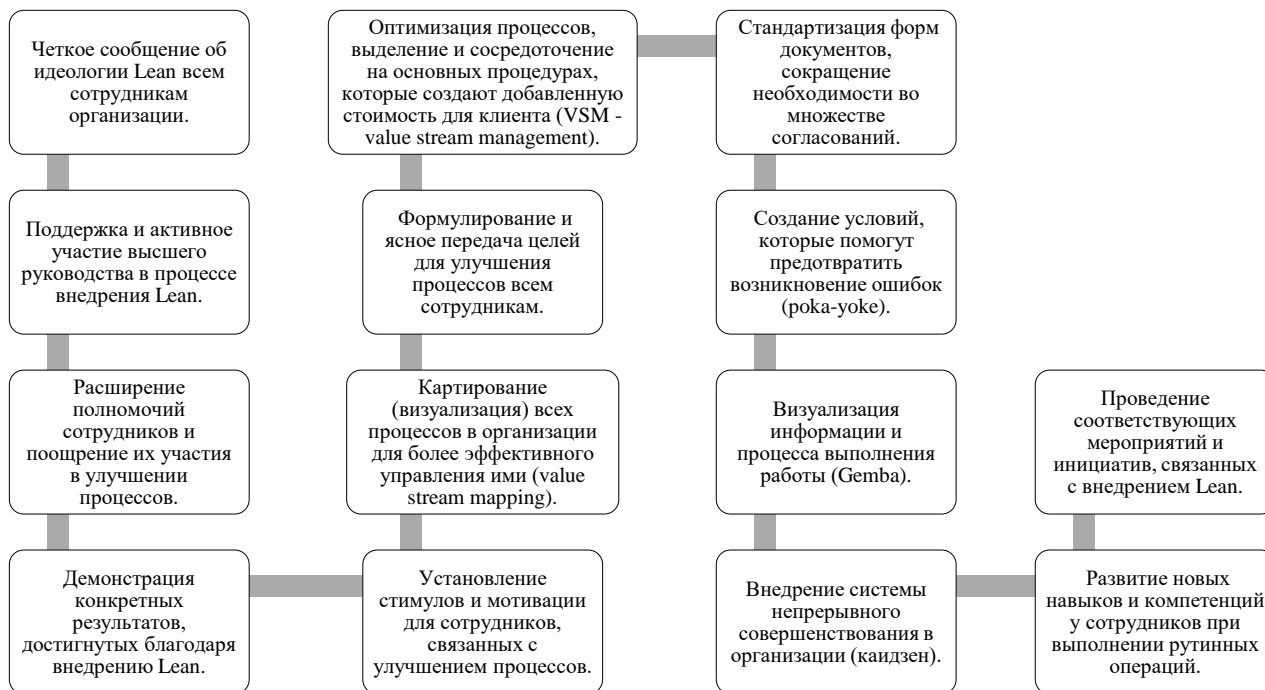 Четкое сообщение об
идеологии Lean всем
сотрудникам
организации.
Поддержка и активное
участие высшего
руководства в процессе
внедрения Lean.
Расширение
полномочий
сотрудников и
поощрение их участия
в улучшении
процессов.
Демонстрация
конкретных
результатов,
достигнутых благодаря
внедрению Lean.
Установление
стимулов и мотивации
для сотрудников,
связанных с
улучшением процессов.
Картирование
(визуализация) всех
процессов в организации
для более эффективного
управления ими (value
stream mapping).
Формулирование и
ясное передача целей
для улучшения
процессов всем
сотрудникам.
Оптимизация процессов,
выделение и сосредоточение
на основных процедурах,
которые создают добавленную
стоимость для клиента (VSM -
value stream management).
Стандартизация форм
документов,
сокращение
необходимости во
множестве
согласований.
Создание условий,
которые помогут
предотвратить
возникновение ошибок
(poka-yoke).
Визуализация
информации и
процесса выполнения
работы (Gemba).
Внедрение системы
непрерывного
совершенствования в
организации (каидзен).
Развитие новых
навыков и компетенций
у сотрудников при
выполнении рутинных
операций.
Проведение
соответствующих
мероприятий и
инициатив, связанных
с внедрением Lean.